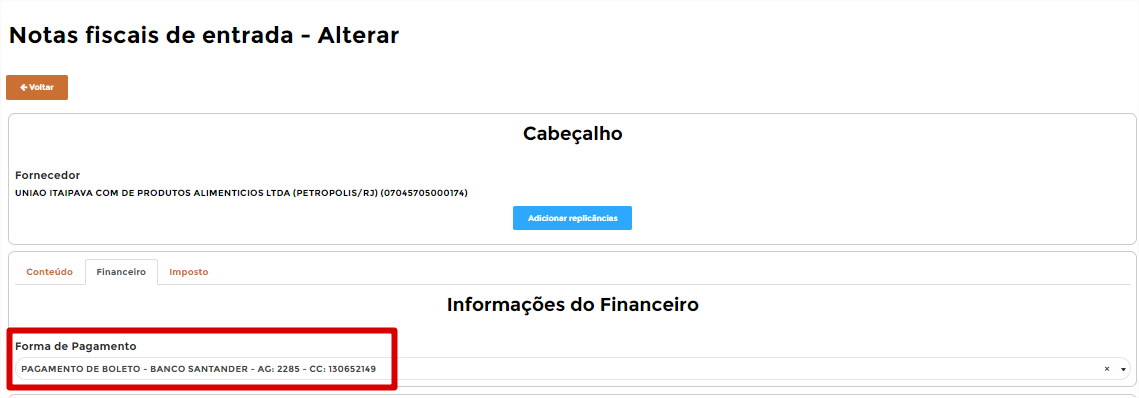 Notas fiscais de entrada - Alterar
Voltar
Cabeçalho
Fornecedor
UNIAO ITAIPAVA COM DE PRODUTOS ALIMENTICIOS LTDA (PETROPOLIS/RJ) (07045705000174)
Adicionar replicâncias
Conteúdo Financeiro Imposto
Informações do Financeiro
Forma de Pagamento
PAGAMENTO DE BOLETO - BANCO SANTANDER - AG: 2285 - CC: 130652149